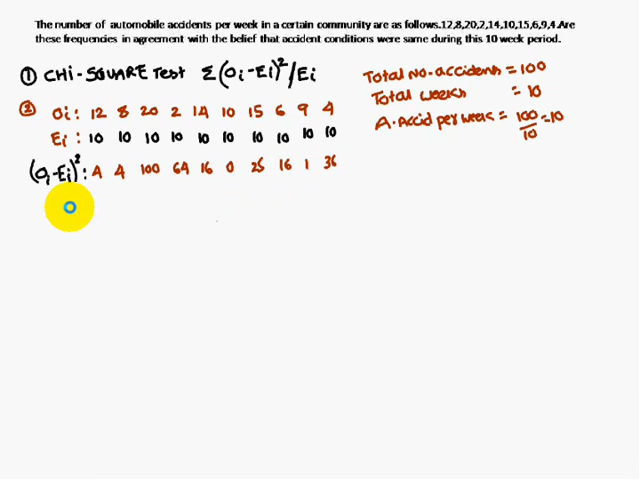 The number of automobile accidents per week in a certain community are as follows.12,8,20,2,14,10,15,6,9,4.Are
these frequencies in agreement with the belief that accident conditions were same during this 10 week period.
① CHi-SQUARE Test Σ(Oi-Ei)²/Ei
Total No.accidents = 100
Total weeks = 10
A.Accid per week = 100/10 = 10
② Oi: 12 8 20 2 14 10 15 6 9 4
Ei: 10 10 10 10 10 10 10 10 10 10
(Oi-Ei)²: 4 4 100 64 16 0 25 16 1 36